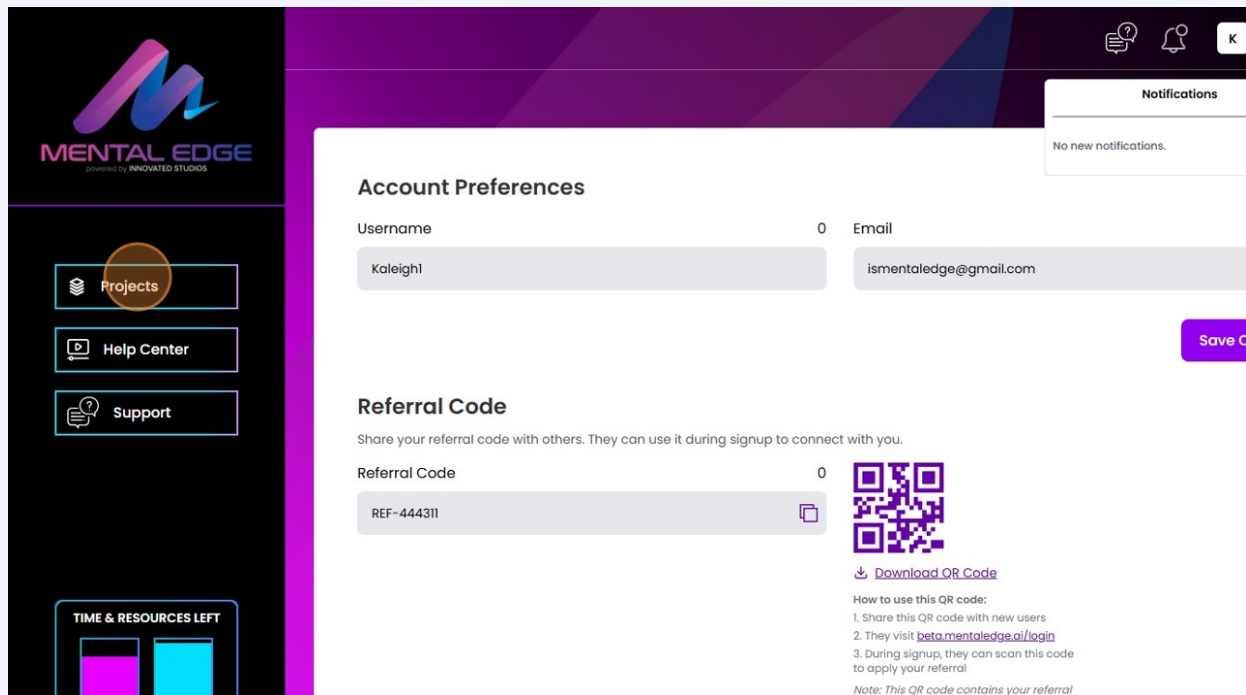 MENTAL EDGE
powered by INNOVATED STUDIOS
Projects
Help Center
Support
TIME & RESOURCES LEFT
K
Notifications
No new notifications.
Account Preferences
Username 0
Kaleigh1
Email
ismentaledge@gmail.com
Save C
Referral Code
Share your referral code with others. They can use it during signup to connect with you.
Referral Code 0
REF-444311
Download QR Code
How to use this QR code:
1. Share this QR code with new users
2. They visit beta.mentaledge.ai/login
3. During signup, they can scan this code
to apply your referral
Note: This QR code contains your referral